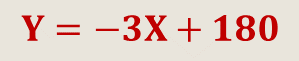 Y = −3X + 180